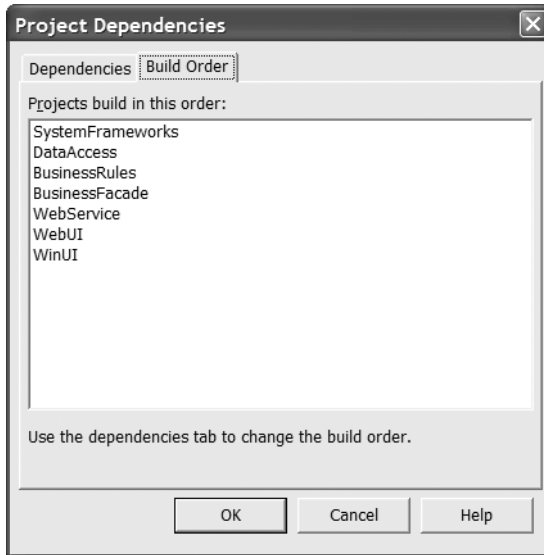 Project Dependencies
Dependencies Build Order
Projects build in this order:
SystemFrameworks
DataAccess
BusinessRules
BusinessFacade
WebService
WebUI
WinUI
Use the dependencies tab to change the build order.
OK Cancel Help